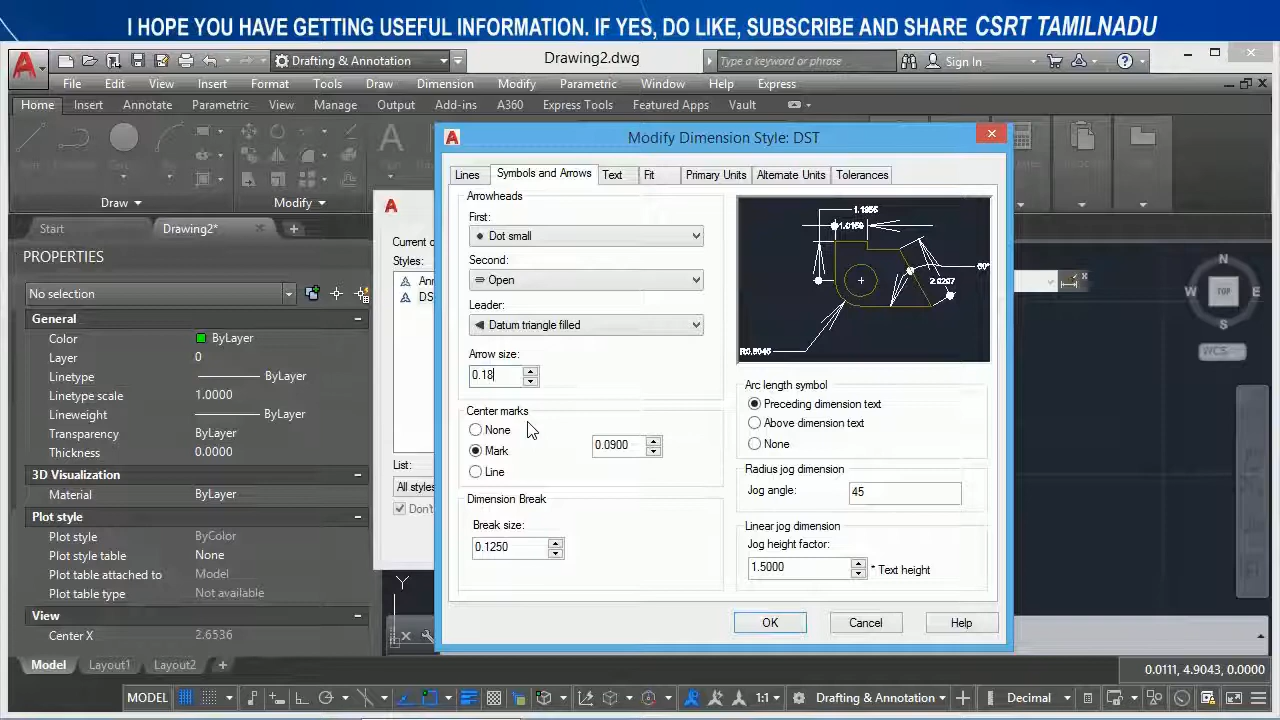 I HOPE YOU HAVE GETTING USEFUL INFORMATION. IF YES, DO LIKE, SUBSCRIBE AND SHARE CSRT TAMILNADU
Drafting & Annotation
Drawing2.dwg
Type a keyword or phrase
Sign In
File Edit View Insert Format Tools Draw Dimension Modify Parametric Window Help Express
Home Insert Annotate Parametric View Manage Output Add-ins A360 Express Tools Featured Apps Vault
Draw
Modify
Start
Drawing2*
PROPERTIES
No selection
General
Color ByLayer
Layer 0
Linetype ByLayer
Linetype scale 1.0000
Lineweight ByLayer
Transparency ByLayer
Thickness 0.0000
3D Visualization
Material ByLayer
Plot style
Plot style ByColor
Plot style table None
Plot table attached to Model
Plot table type Not available
View
Center X 2.6536
Current
Styles:
List:
All styles
Modify Dimension Style: DST
Lines Symbols and Arrows Text Fit Primary Units Alternate Units Tolerances
Arrowheads
First:
Dot small
Second:
Open
Leader:
Datum triangle filled
Arrow size:
0.18
Center marks
None
Mark
0.0900
Line
Dimension Break
Break size:
0.1250
Arc length symbol
Preceding dimension text
Above dimension text
None
Radius jog dimension
Jog angle: 45
Linear jog dimension
Jog height factor:
1.5000 * Text height
OK Cancel Help
N
W TOP E
S
WCS
Y
Model Layout1 Layout2 +
0.0111, 4.9043, 0.0000
MODEL
1:1
Drafting & Annotation
Decimal